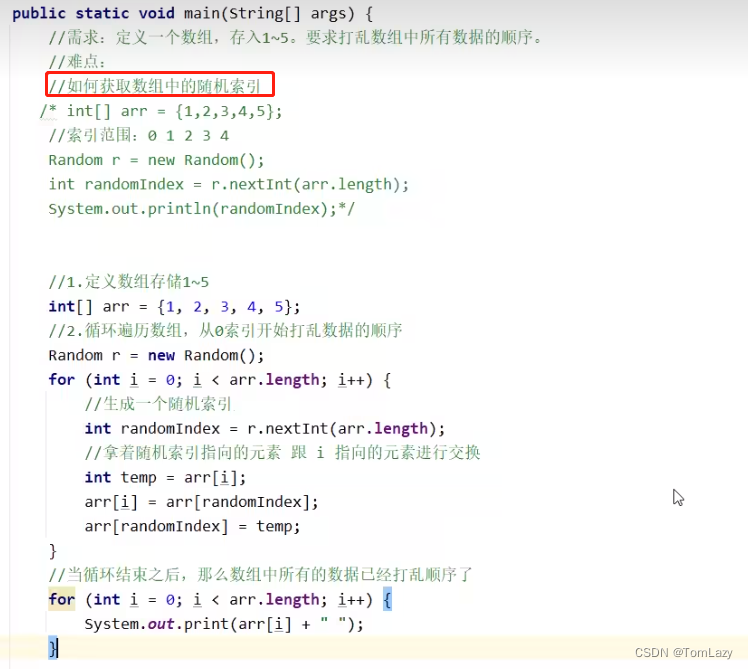 public static void main(String[] args) {
//需求：定义一个数组，存入1~5。要求打乱数组中所有数据的顺序。
//难点：
//如何获取数组中的随机索引
/* int[] arr = {1,2,3,4,5};
//索引范围：0 1 2 3 4
Random r = new Random();
int randomIndex = r.nextInt(arr.length);
System.out.println(randomIndex);*/
//1.定义数组存储1~5
int[] arr = {1, 2, 3, 4, 5};
//2.循环遍历数组，从0索引开始打乱数据的顺序
Random r = new Random();
for (int i = 0; i < arr.length; i++) {
//生成一个随机索引
int randomIndex = r.nextInt(arr.length);
//拿着随机索引指向的元素 跟 i 指向的元素进行交换
int temp = arr[i];
arr[i] = arr[randomIndex];
arr[randomIndex] = temp;
}
//当循环结束之后，那么数组中所有的数据已经打乱顺序了
for (int i = 0; i < arr.length; i++) {
System.out.print(arr[i] + " ");
}
CSDN @TomLazy